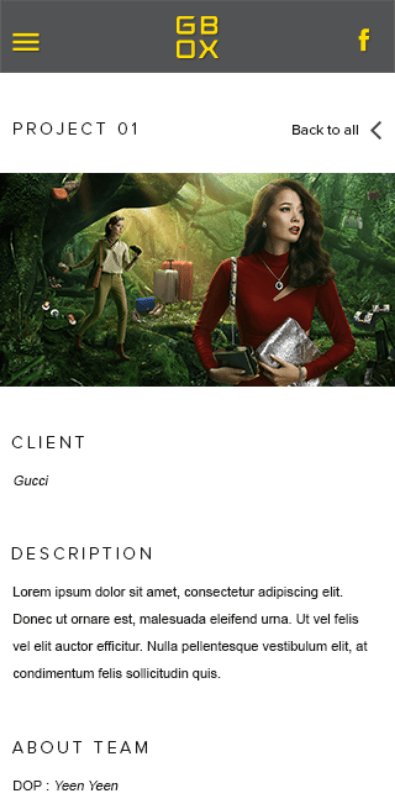 GB
OX
f
PROJECT 01
Back to all
CLIENT
Gucci
DESCRIPTION
Lorem ipsum dolor sit amet, consectetur adipiscing elit.
Donec ut ornare est, malesuada eleifend urna. Ut vel felis
vel elit auctor efficitur. Nulla pellentesque vestibulum elit, at
condimentum felis sollicitudin quis.
ABOUT TEAM
DOP : Yeen Yeen